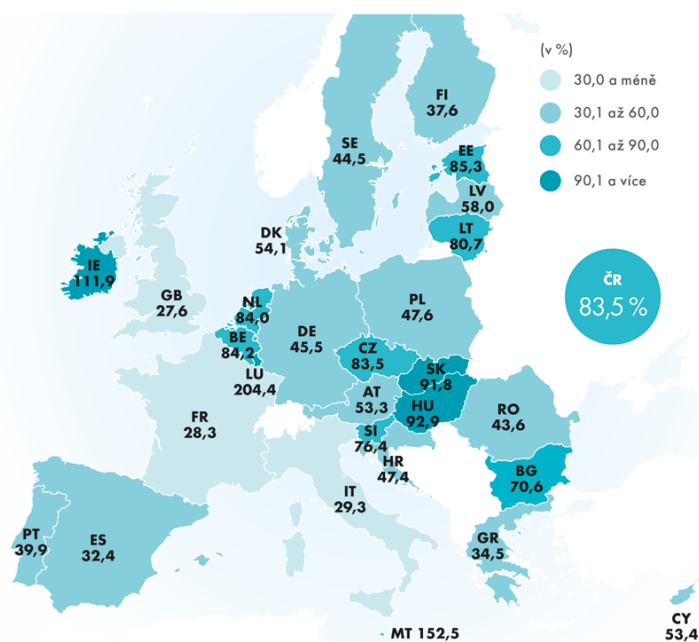 (v %)
30,0 a méně
30,1 až 60,0
60,1 až 90,0
90,1 a více
ČR
83,5 %
FI
37,6
SE
44,5
EE
85,3
LV
58,0
LT
80,7
DK
54,1
IE
111,9
GB
27,6
NL
84,0
BE
84,2
LU
204,4
DE
45,5
PL
47,6
CZ
83,5
SK
91,8
AT
53,3
HU
92,9
SI
76,4
HR
47,4
RO
43,6
BG
70,6
FR
28,3
IT
29,3
PT
39,9
ES
32,4
GR
34,5
MT 152,5
CY
53,4